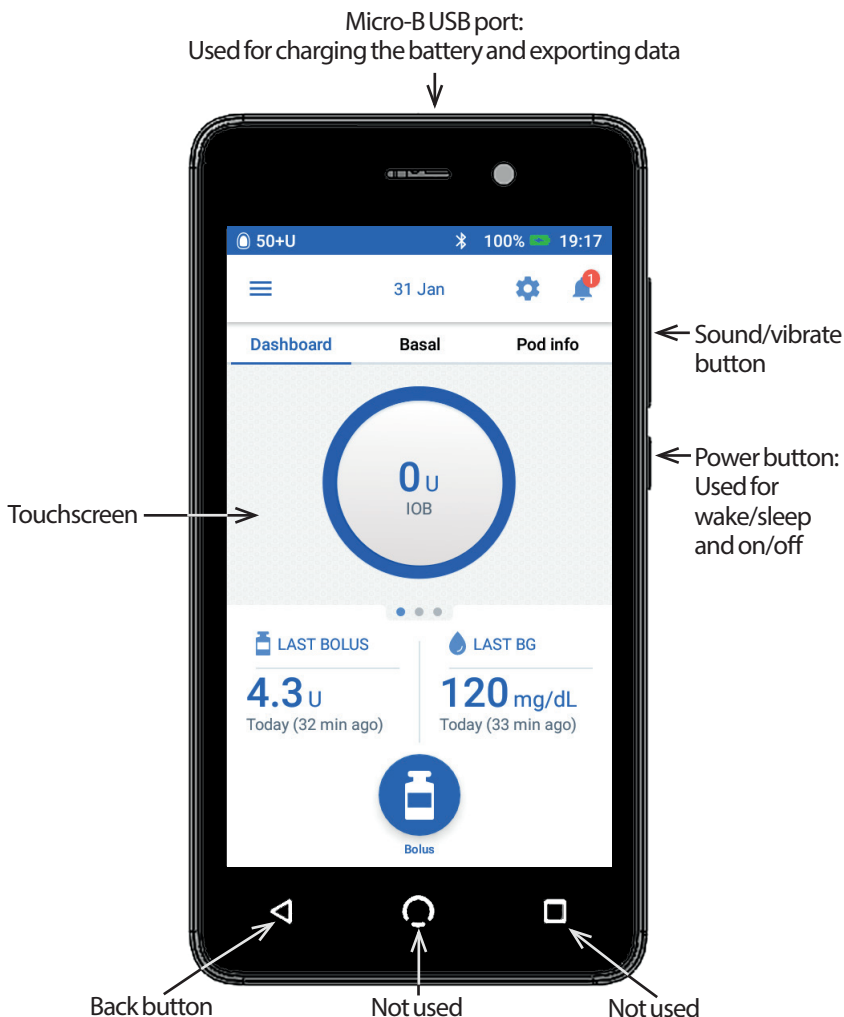 Micro-B USB port:
Used for charging the battery and exporting data
50+U 100% 19:17
31 Jan 1
Dashboard Basal Pod info
Sound/vibrate
button
0 U
IOB
Power button:
Used for
wake/sleep
and on/off
Touchscreen
LAST BOLUS LAST BG
4.3 U 120 mg/dL
Today (32 min ago) Today (33 min ago)
Bolus
Back button Not used Not used